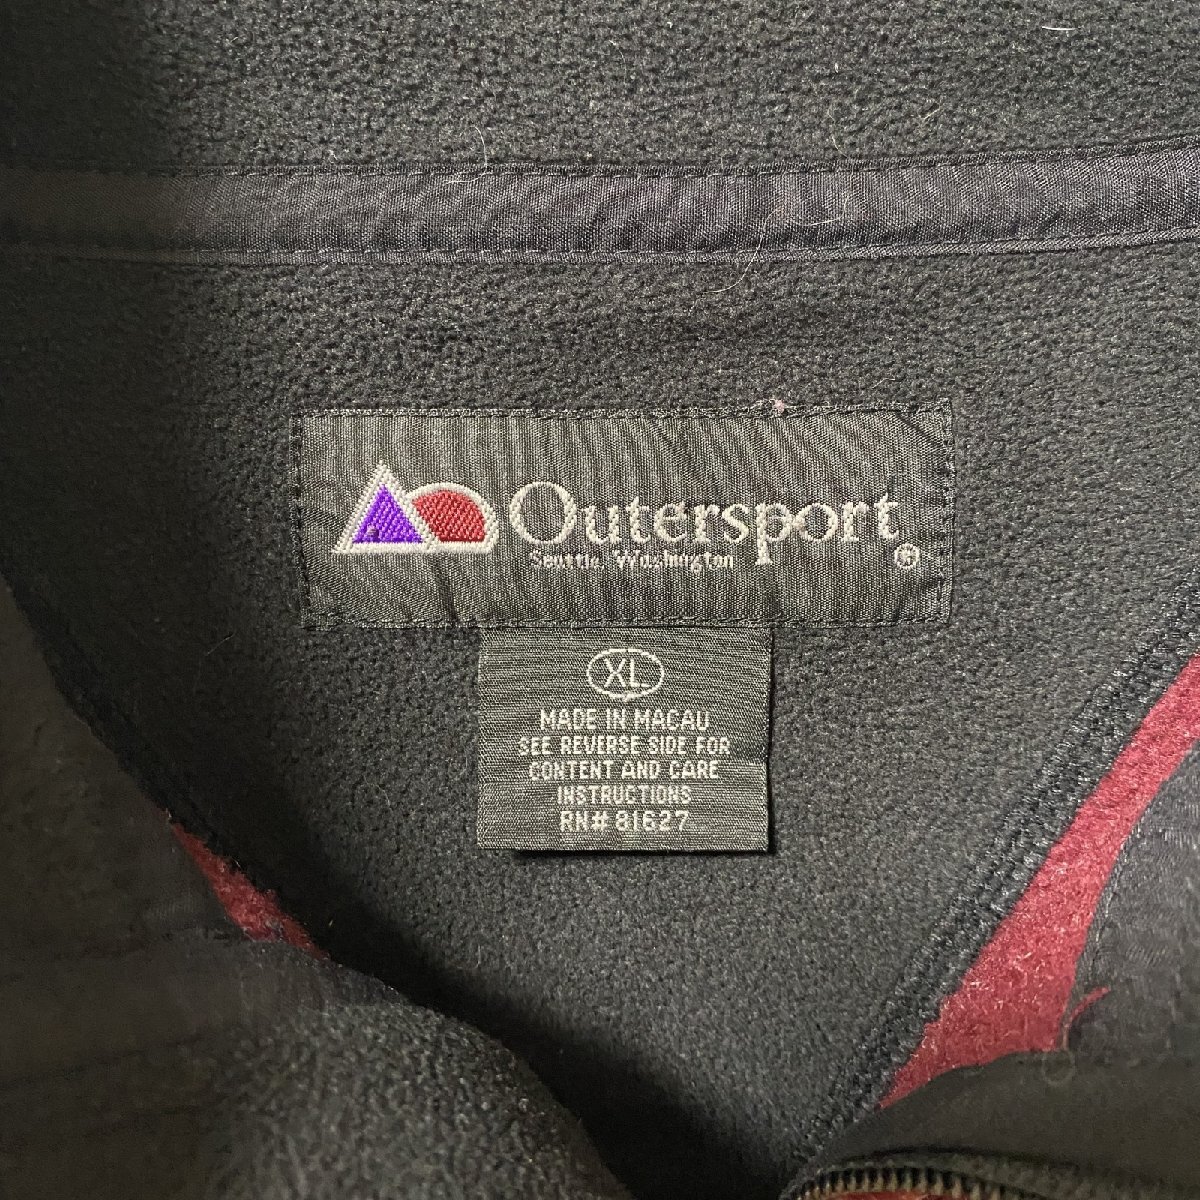 Outersport®
Seattle, Washington
XL
MADE IN MACAU
SEE REVERSE SIDE FOR
CONTENT AND CARE
INSTRUCTIONS
RN# 81627